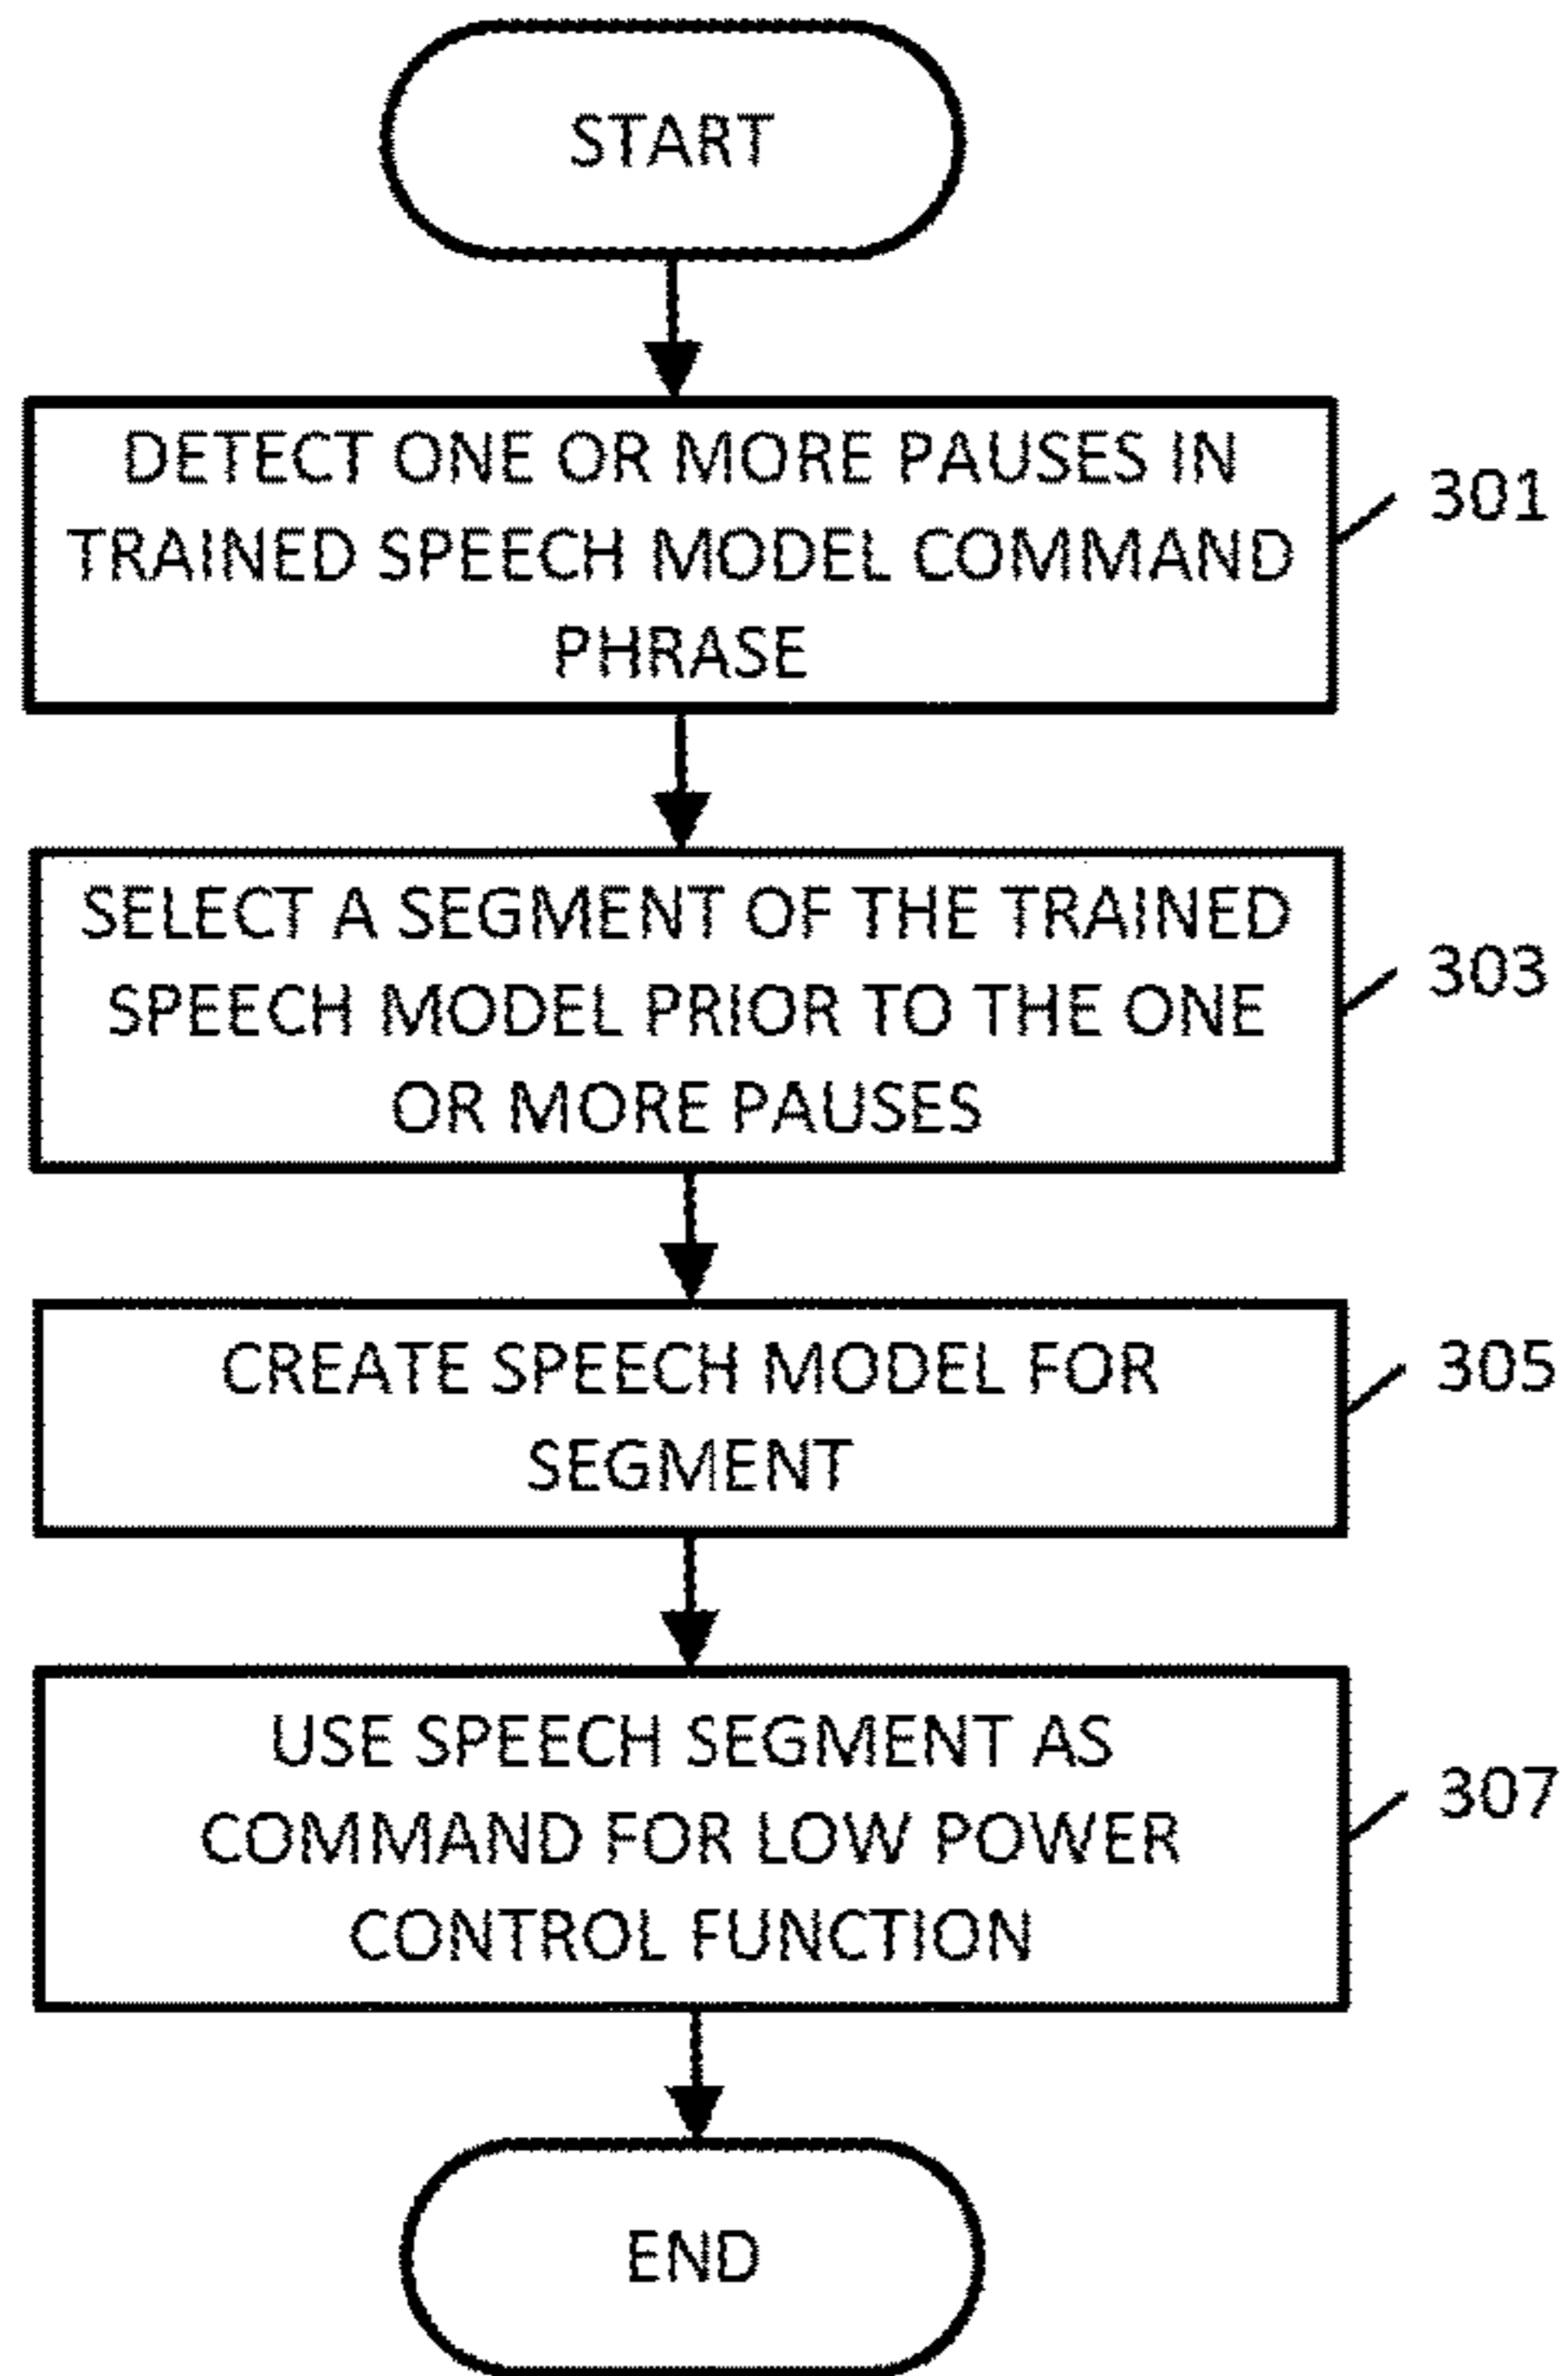 START
DETECT ONE OR MORE PAUSES IN
TRAINED SPEECH MODEL COMMAND
PHRASE
301
SELECT A SEGMENT OF THE TRAINED
SPEECH MODEL PRIOR TO THE ONE
OR MORE PAUSES
303
CREATE SPEECH MODEL FOR
SEGMENT
305
USE SPEECH SEGMENT AS
COMMAND FOR LOW POWER
CONTROL FUNCTION
307
END